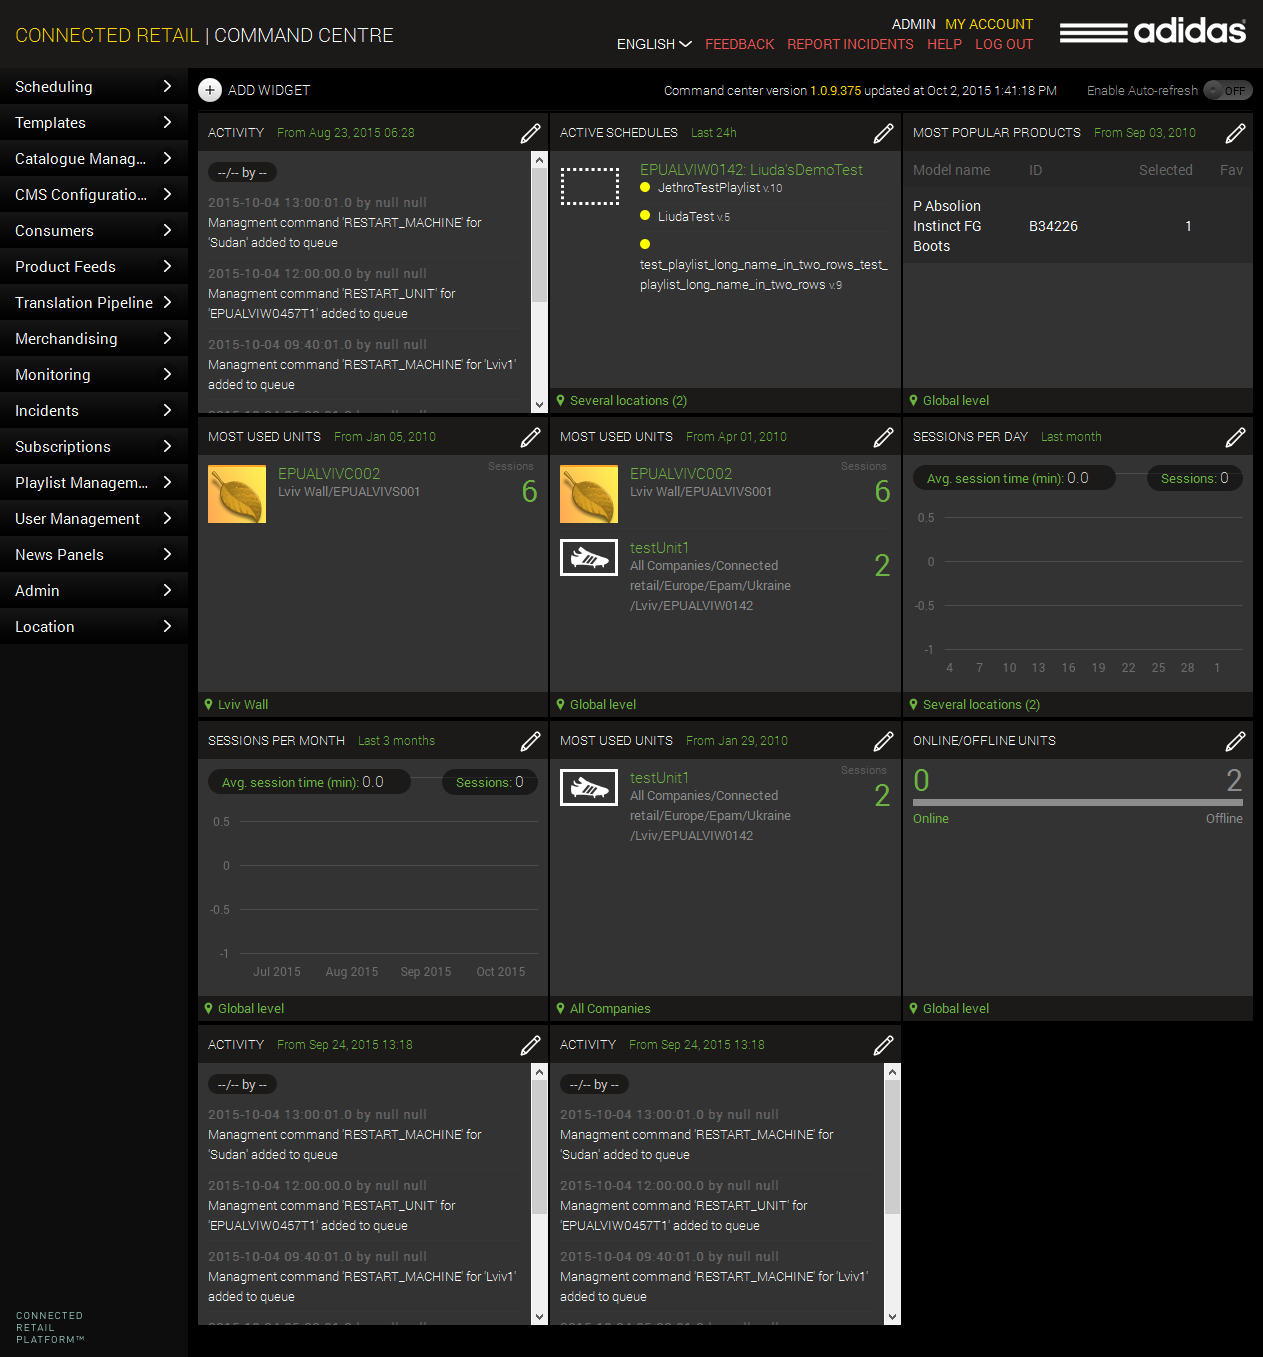 CONNECTED RETAIL | COMMAND CENTRE
ADMIN MY ACCOUNT
ENGLISH FEEDBACK REPORT INCIDENTS HELP LOG OUT
adidas
Scheduling
Templates
Catalogue Manag...
CMS Configuratio...
Consumers
Product Feeds
Translation Pipeline
Merchandising
Monitoring
Incidents
Subscriptions
Playlist Managem...
User Management
News Panels
Admin
Location
CONNECTED
RETAIL
PLATFORM™
ADD WIDGET
Command center version 1.0.9.375 updated at Oct 2, 2015 1:41:18 PM
Enable Auto-refresh OFF
ACTIVITY From Aug 23, 2015 06:28
--/-- by --
2015-10-04 13:00:01.0 by null null
Managment command 'RESTART_MACHINE' for
'Sudan' added to queue
2015-10-04 12:00:00.0 by null null
Managment command 'RESTART_UNIT' for
'EPUALVIW0457T1' added to queue
2015-10-04 09:40:01.0 by null null
Managment command 'RESTART_MACHINE' for 'Lviv1'
added to queue
ACTIVE SCHEDULES Last 24h
EPUALVIW0142: Liuda'sDemoTest
JethroTestPlaylist v.10
LiudaTest v.5
test_playlist_long_name_in_two_rows_test_
playlist_long_name_in_two_rows v.9
Several locations (2)
MOST POPULAR PRODUCTS From Sep 03, 2010
Model name ID Selected Fav
P Absolion
Instinct FG
Boots
B34226 1
Global level
MOST USED UNITS From Jan 05, 2010
EPUALVIVC002
Lviv Wall/EPUALVIVS001
Sessions
6
Lviv Wall
MOST USED UNITS From Apr 01, 2010
EPUALVIVC002
Lviv Wall/EPUALVIVS001
Sessions
6
testUnit1
All Companies/Connected
retail/Europe/Epam/Ukraine
/Lviv/EPUALVIW0142
2
Global level
SESSIONS PER DAY Last month
Avg. session time (min): 0.0 Sessions: 0
0.5
0
-0.5
-1
4 7 10 13 16 19 22 25 28 1
Several locations (2)
SESSIONS PER MONTH Last 3 months
Avg. session time (min): 0.0 Sessions: 0
0.5
0
-0.5
-1
Jul 2015 Aug 2015 Sep 2015 Oct 2015
Global level
MOST USED UNITS From Jan 29, 2010
testUnit1
All Companies/Connected
retail/Europe/Epam/Ukraine
/Lviv/EPUALVIW0142
Sessions
2
All Companies
ONLINE/OFFLINE UNITS
0 2
Online Offline
Global level
ACTIVITY From Sep 24, 2015 13:18
--/-- by --
2015-10-04 13:00:01.0 by null null
Managment command 'RESTART_MACHINE' for
'Sudan' added to queue
2015-10-04 12:00:00.0 by null null
Managment command 'RESTART_UNIT' for
'EPUALVIW0457T1' added to queue
2015-10-04 09:40:01.0 by null null
Managment command 'RESTART_MACHINE' for 'Lviv1'
added to queue
ACTIVITY From Sep 24, 2015 13:18
--/-- by --
2015-10-04 13:00:01.0 by null null
Managment command 'RESTART_MACHINE' for
'Sudan' added to queue
2015-10-04 12:00:00.0 by null null
Managment command 'RESTART_UNIT' for
'EPUALVIW0457T1' added to queue
2015-10-04 09:40:01.0 by null null
Managment command 'RESTART_MACHINE' for 'Lviv1'
added to queue